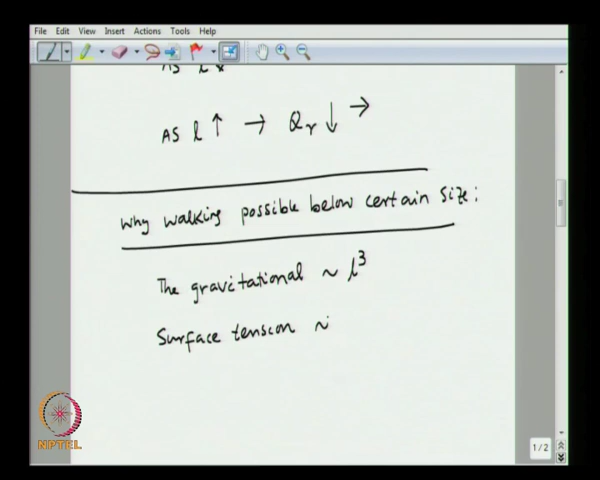 File Edit View Insert Actions Tools Help
AS l ↑ → Qr ↓ →
Why walking possible below certain size:
The gravitational ~ l³
Surface tension ~
NPTEL
1/2